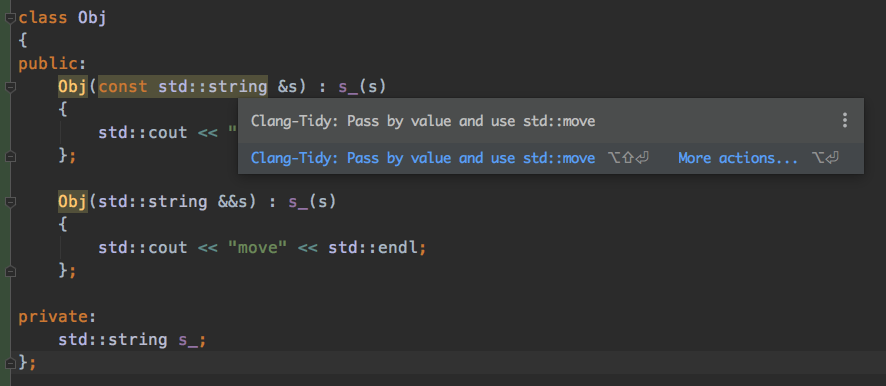 class Obj
{
public:
    Obj(const std::string &s) : s_(s)
    {
        std::cout << "
    };
Clang-Tidy: Pass by value and use std::move
Clang-Tidy: Pass by value and use std::move ⌥⇧⏎ More actions... ⌥⏎
    Obj(std::string &&s) : s_(s)
    {
        std::cout << "move" << std::endl;
    };
private:
    std::string s_;
};